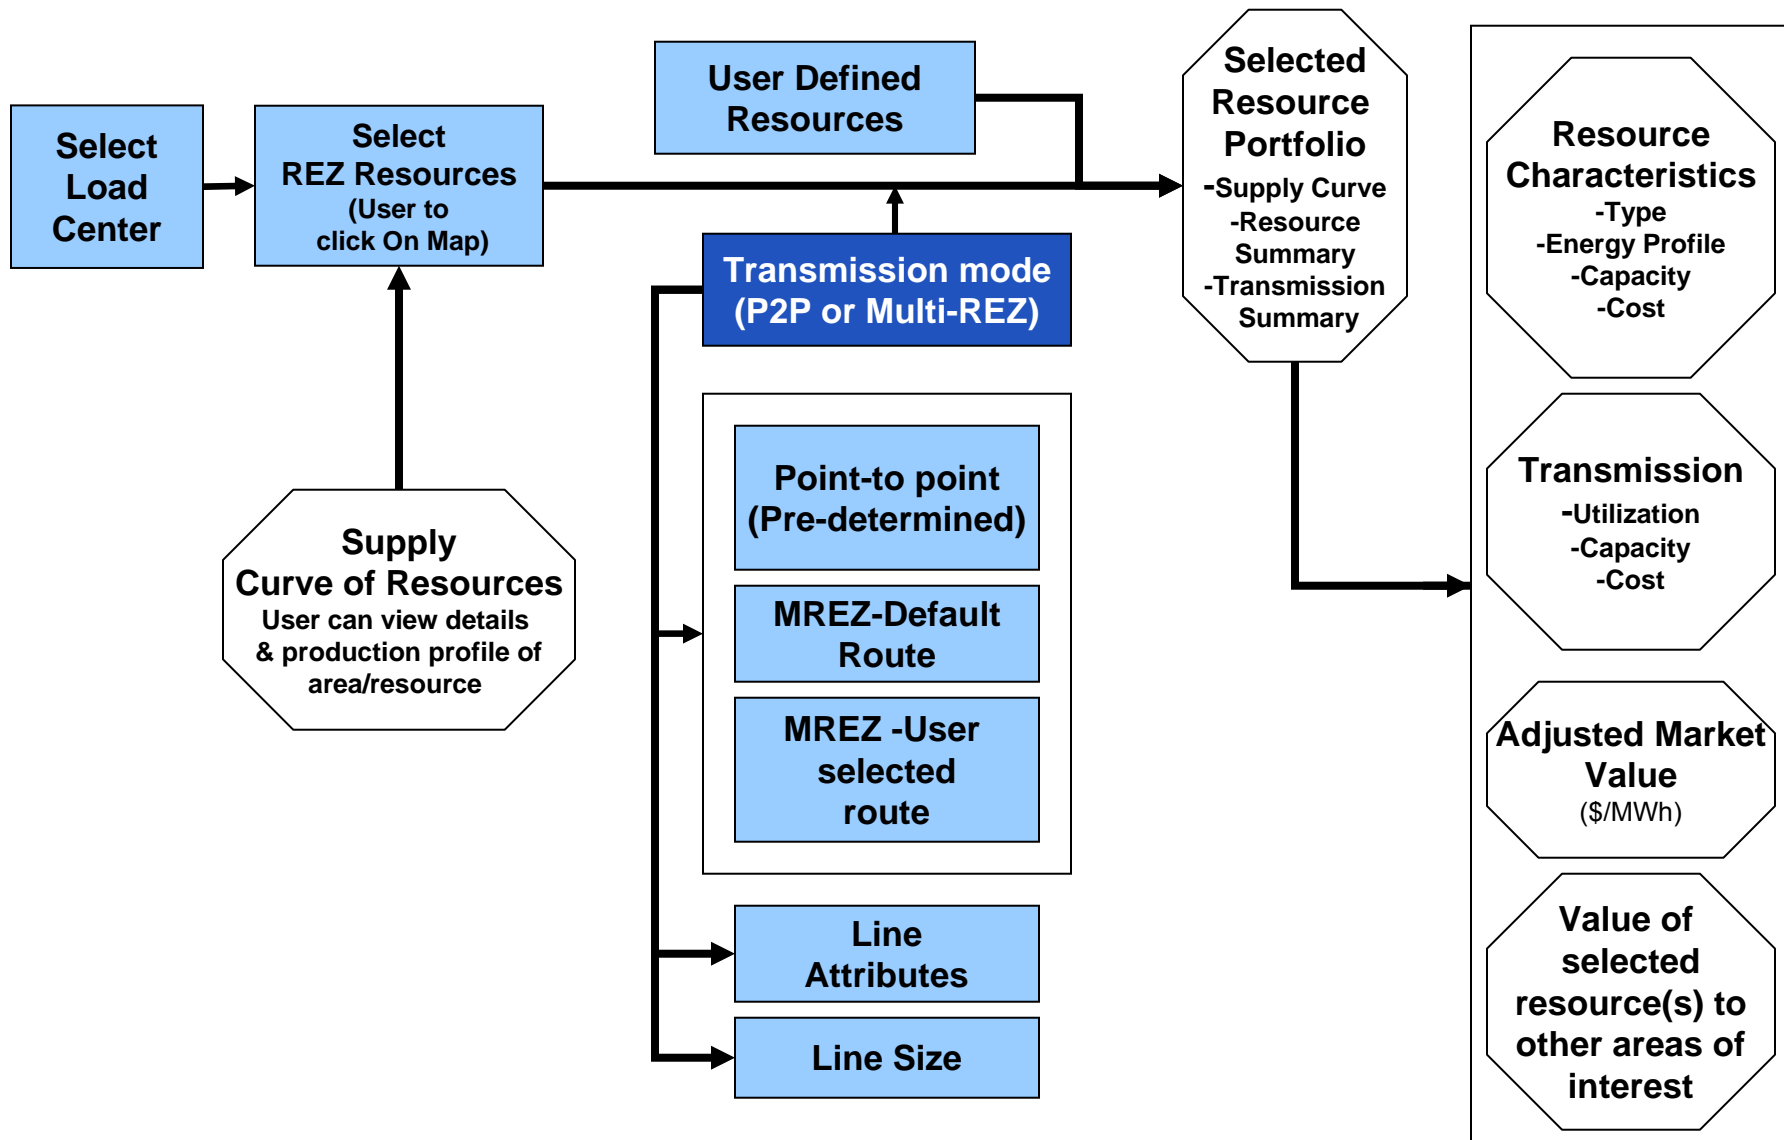 Select
Load
Center
Select
REZ Resources
(User to
click On Map)
User Defined
Resources
Transmission mode
(P2P or Multi-REZ)
Supply
Curve of Resources
User can view details
& production profile of
area/resource
Point-to point
(Pre-determined)
MREZ-Default
Route
MREZ -User
selected
route
Line
Attributes
Line Size
Selected
Resource
Portfolio
-Supply Curve
-Resource
Summary
-Transmission
Summary
Resource
Characteristics
-Type
-Energy Profile
-Capacity
-Cost
Transmission
-Utilization
-Capacity
-Cost
Adjusted Market
Value
($/MWh)
Value of
selected
resource(s) to
other areas of
interest